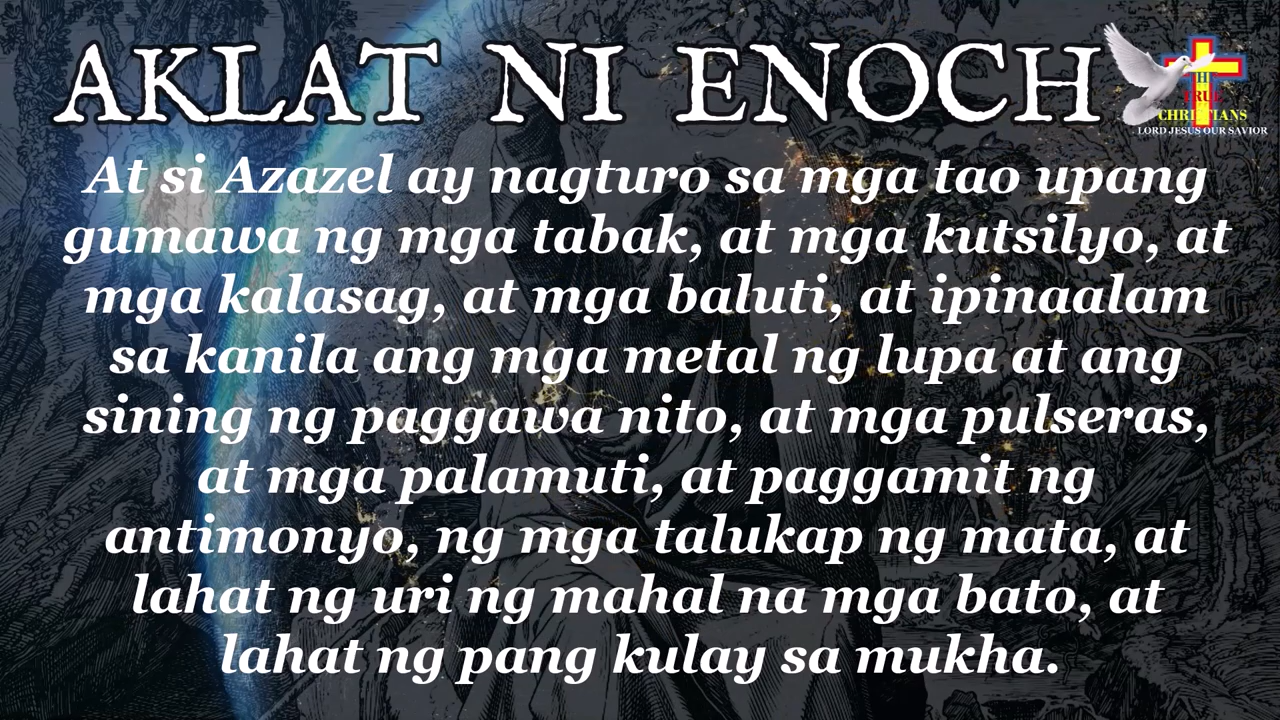 AKLAT NI ENOCH
TRUE
CHRISTIANS
LORD JESUS OUR SAVIOR
At si Azazel ay nagturo sa mga tao upang
gumawa ng mga tabak, at mga kutsilyo, at
mga kalasag, at mga baluti, at ipinaalam
sa kanila ang mga metal ng lupa at ang
sining ng paggawa nito, at mga pulseras,
at mga palamuti, at paggamit ng
antimonyo, ng mga talukap ng mata, at
lahat ng uri ng mahal na mga bato, at
lahat ng pang kulay sa mukha.